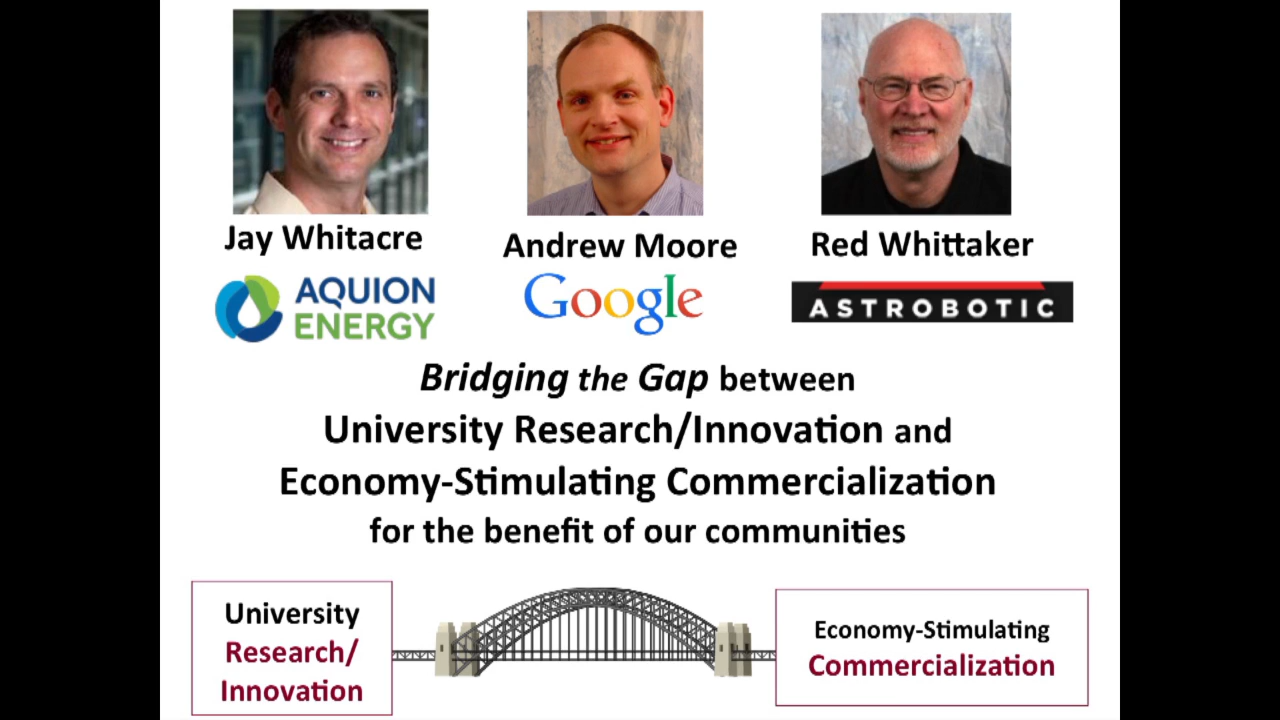 Jay Whitacre
Andrew Moore
Red Whittaker
AQUION
ENERGY
Google
ASTROBOTIC
Bridging the Gap between
University Research/Innovation and
Economy-Stimulating Commercialization
for the benefit of our communities
University
Research/
Innovation
Economy-Stimulating
Commercialization